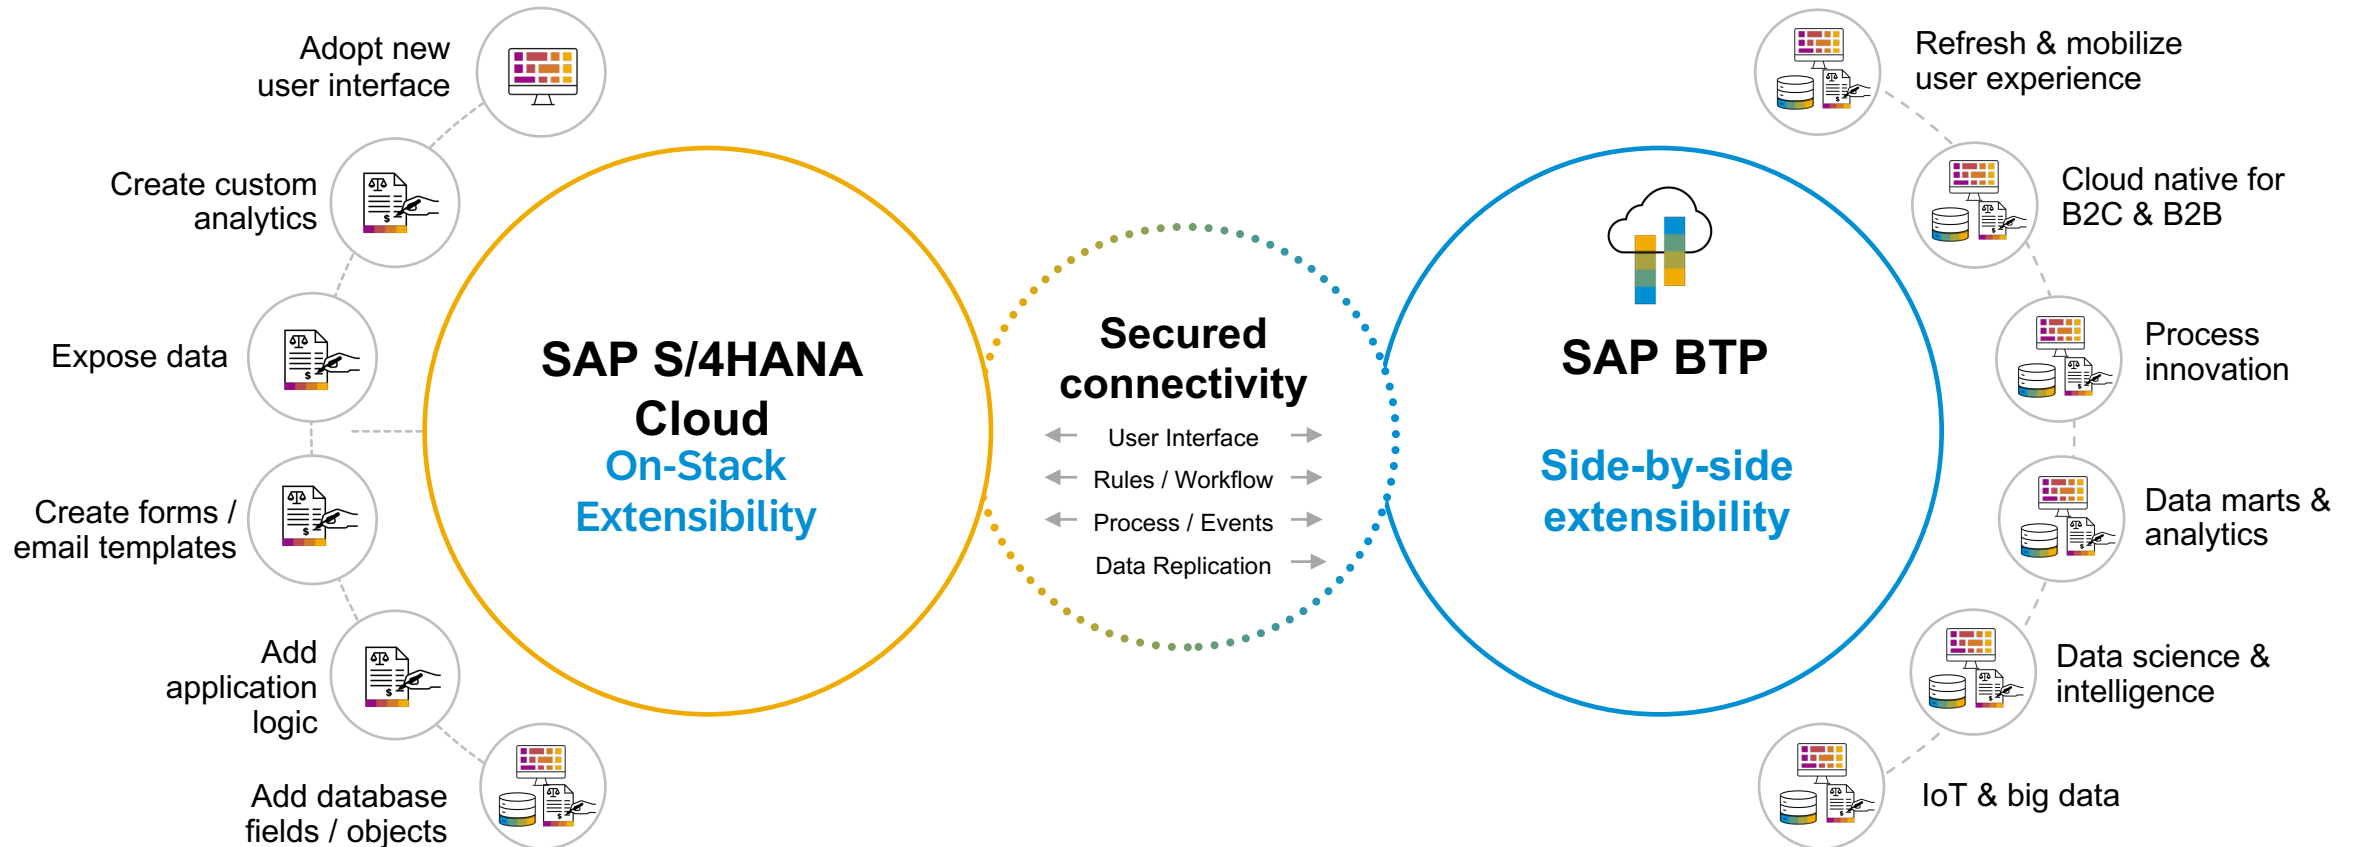 Adopt new
user interface
Create custom
analytics
Expose data
Create forms /
email templates
Add
application
logic
Add database
fields / objects
SAP S/4HANA
Cloud
On-Stack
Extensibility
Secured
connectivity
User Interface
Rules / Workflow
Process / Events
Data Replication
SAP BTP
Side-by-side
extensibility
Refresh & mobilize
user experience
Cloud native for
B2C & B2B
Process
innovation
Data marts &
analytics
Data science &
intelligence
IoT & big data